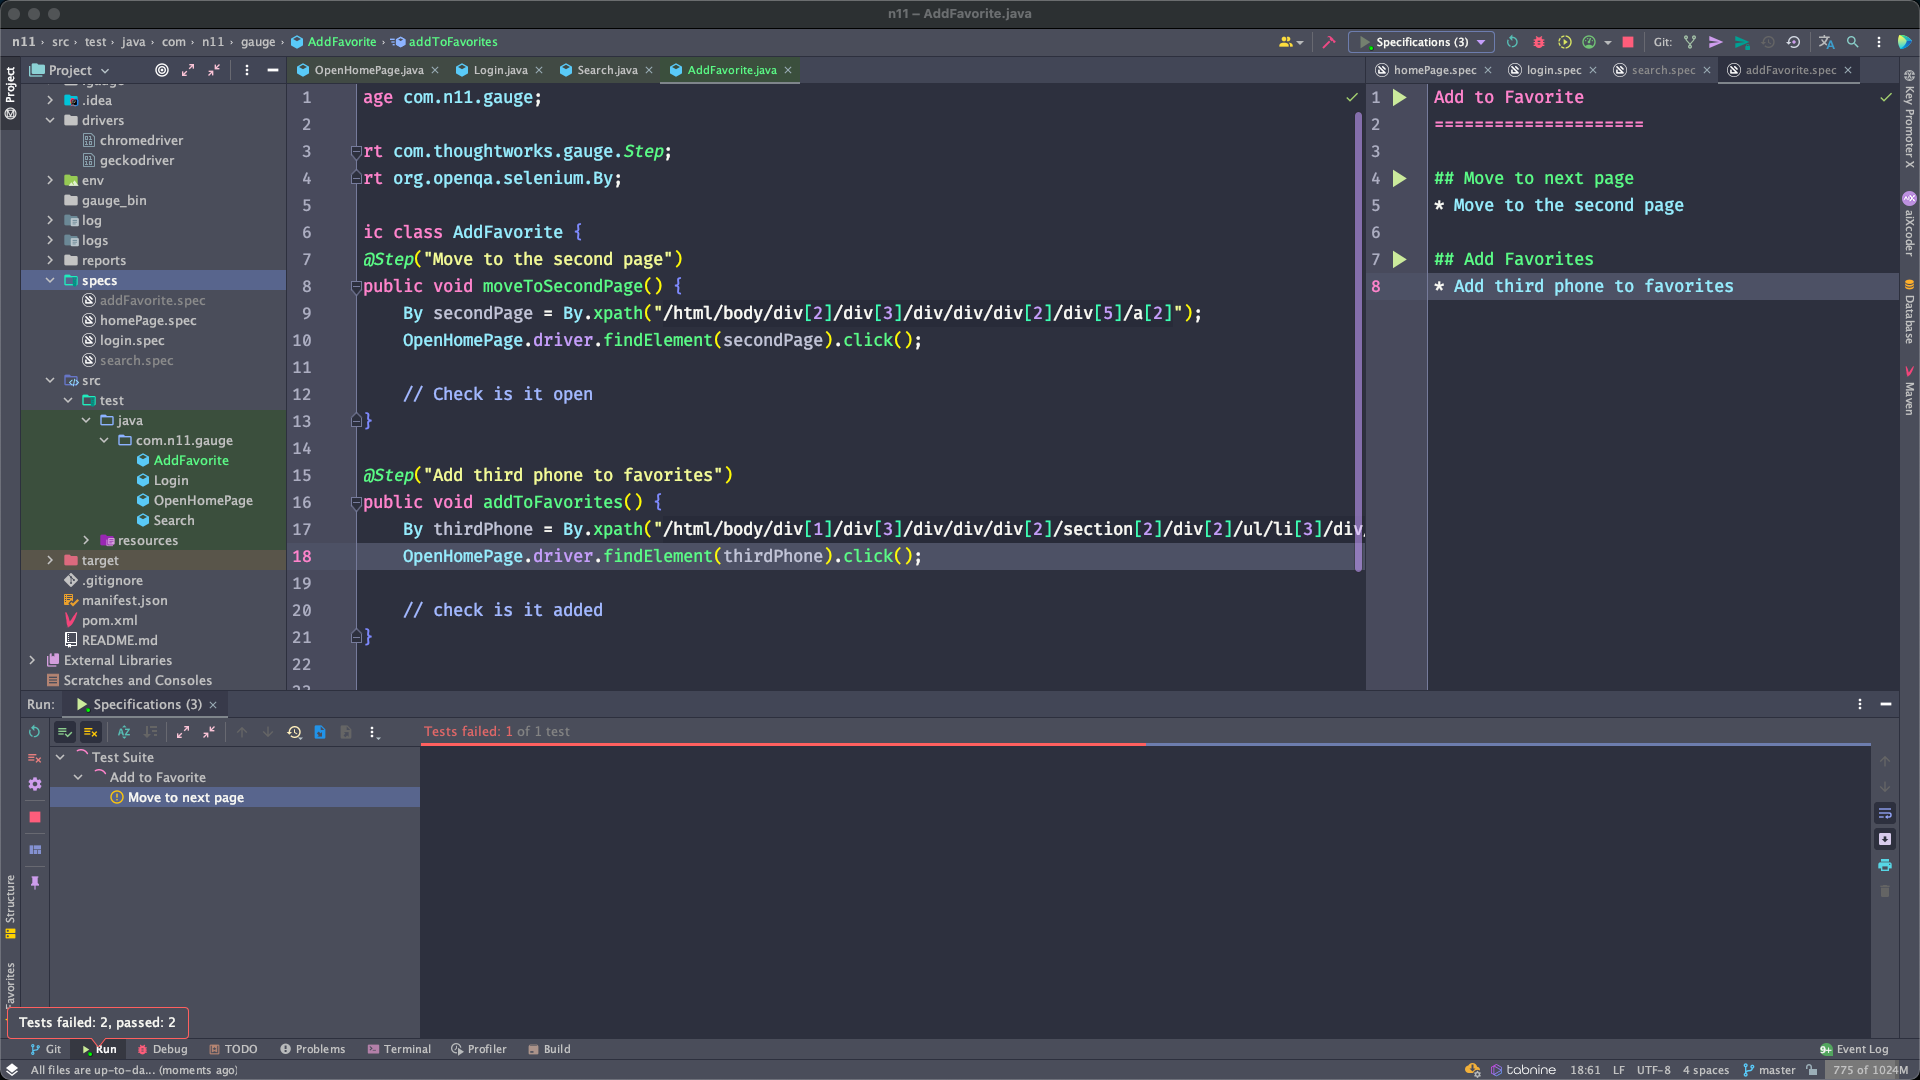 n11 – AddFavorite.java
n11 › src › test › java › com › n11 › gauge › AddFavorite › addToFavorites
Specifications (3)
Git:
Project
Project
OpenHomePage.java
Login.java
Search.java
AddFavorite.java
homePage.spec
login.spec
search.spec
addFavorite.spec
.idea
drivers
chromedriver
geckodriver
env
gauge_bin
log
logs
reports
specs
addFavorite.spec
homePage.spec
login.spec
search.spec
src
test
java
com.n11.gauge
AddFavorite
Login
OpenHomePage
Search
resources
target
.gitignore
manifest.json
pom.xml
README.md
External Libraries
Scratches and Consoles
1 age com.n11.gauge;
2
3 rt com.thoughtworks.gauge.Step;
4 rt org.openqa.selenium.By;
5
6 ic class AddFavorite {
7 @Step("Move to the second page")
8 public void moveToSecondPage() {
9 By secondPage = By.xpath("/html/body/div[2]/div[3]/div/div/div[2]/div[5]/a[2]");
10 OpenHomePage.driver.findElement(secondPage).click();
11
12 // Check is it open
13 }
14
15 @Step("Add third phone to favorites")
16 public void addToFavorites() {
17 By thirdPhone = By.xpath("/html/body/div[1]/div[3]/div/div/div[2]/section[2]/div[2]/ul/li[3]/div/
18 OpenHomePage.driver.findElement(thirdPhone).click();
19
20 // check is it added
21 }
22
1 Add to Favorite
2 =====================
3
4 ## Move to next page
5 * Move to the second page
6
7 ## Add Favorites
8 * Add third phone to favorites
Key Promoter X
aiXcoder
Database
Maven
Run:
Specifications (3)
Tests failed: 1 of 1 test
Test Suite
Add to Favorite
Move to next page
Structure
Favorites
Tests failed: 2, passed: 2
Git
Run
Debug
TODO
Problems
Terminal
Profiler
Build
9+ Event Log
All files are up-to-da... (moments ago)
tabnine
18:61
LF
UTF-8
4 spaces
master
775 of 1024M